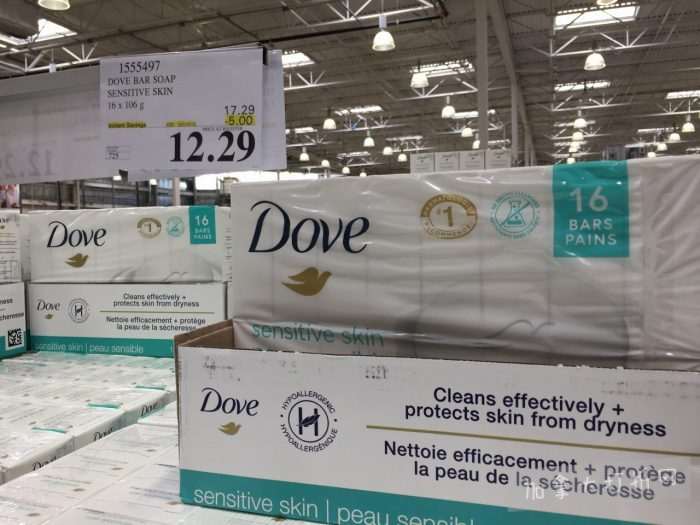 1555497
DOVE BAR SOAP
SENSITIVE SKIN
16 x 106 g
17.29
-5.00
12.29
729
Dove
16
BARS
PAINS
Cleans effectively +
protects skin from dryness
Nettoie efficacement + protège
la peau de la sécheresse
Dove
sensitive skin | peau sensible
Dove
#1
16
BARS
PAINS
sensitive skin
Dove
HYPOALLERGENIC
HYPOALLERGÉNIQUE
Cleans effectively +
protects skin from dryness
Nettoie efficacement + protège
la peau de la sécheresse
sensitive skin | peau sensible